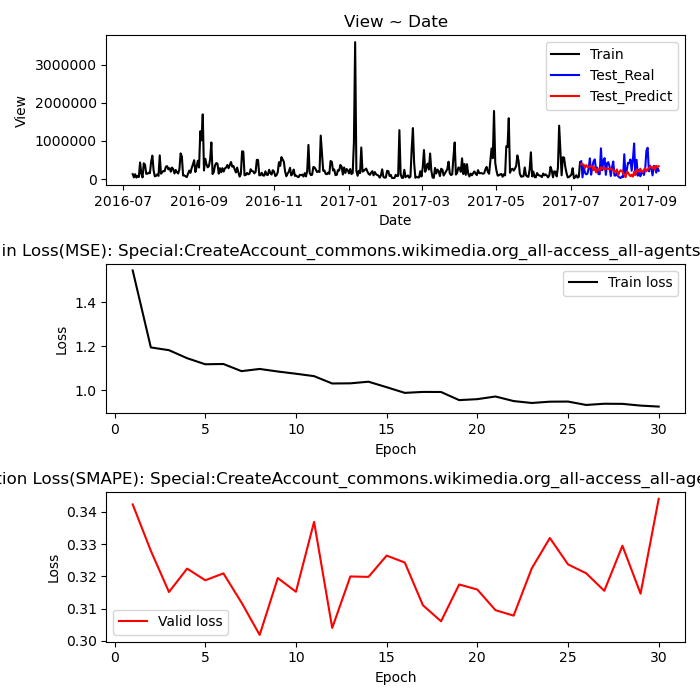 View ~ Date
View
3000000
2000000
1000000
0
Train
Test_Real
Test_Predict
2016-07 2016-09 2016-11 2017-01 2017-03 2017-05 2017-07 2017-09
Date
in Loss(MSE): Special:CreateAccount_commons.wikimedia.org_all-access_all-agents
Loss
1.4
1.2
1.0
Train loss
0 5 10 15 20 25 30
Epoch
tion Loss(SMAPE): Special:CreateAccount_commons.wikimedia.org_all-access_all-age
Loss
0.34
0.33
0.32
0.31
0.30
Valid loss
0 5 10 15 20 25 30
Epoch